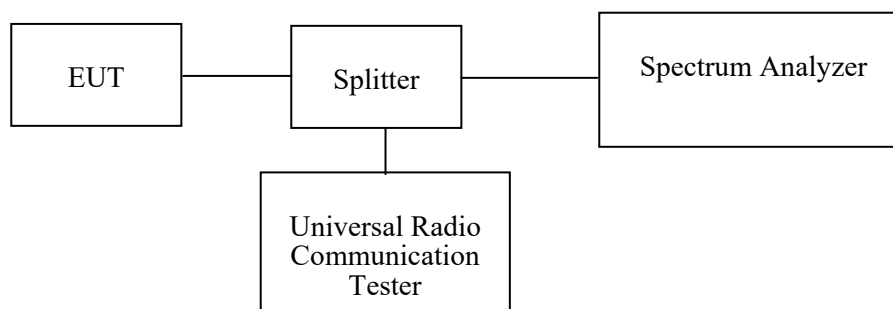 EUT
Splitter
Spectrum Analyzer
Universal Radio
Communication
Tester